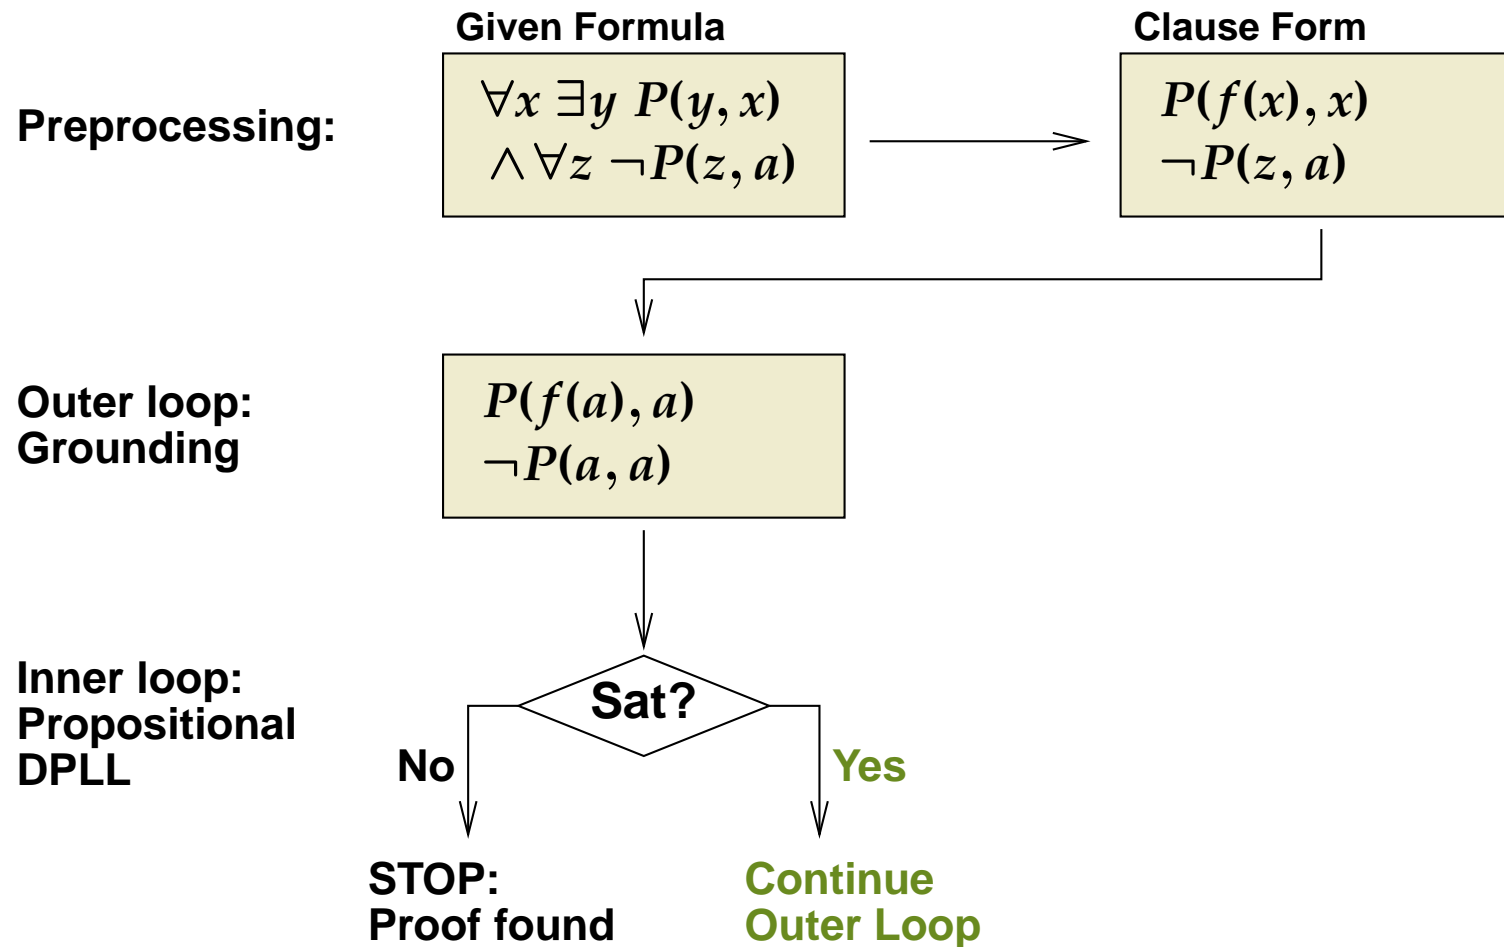 Given Formula
Clause Form
Preprocessing:
∀x ∃y P(y, x)
∧ ∀z ¬P(z, a)
P(f(x), x)
¬P(z, a)
Outer loop:
Grounding
P(f(a), a)
¬P(a, a)
Inner loop:
Propositional
DPLL
Sat?
No
Yes
STOP:
Proof found
Continue
Outer Loop